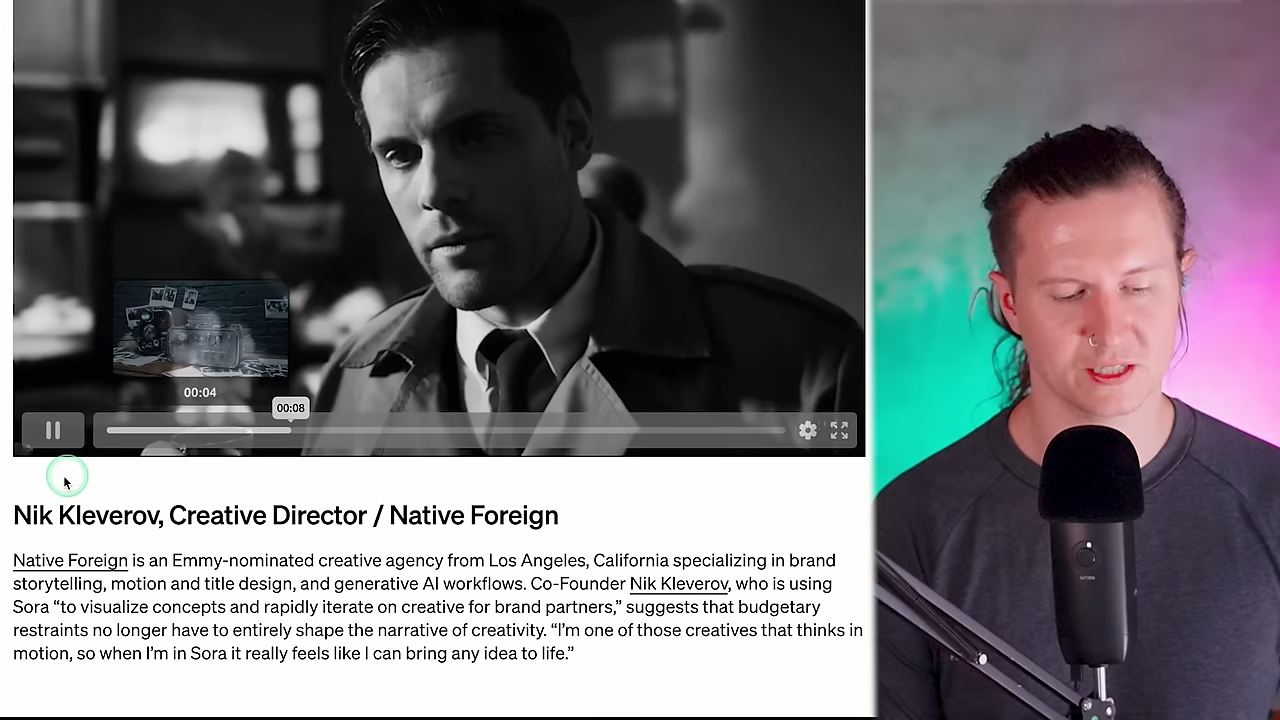 00:04
00:08
Nik Kleverov, Creative Director / Native Foreign
Native Foreign is an Emmy-nominated creative agency from Los Angeles, California specializing in brand
storytelling, motion and title design, and generative AI workflows. Co-Founder Nik Kleverov, who is using
Sora “to visualize concepts and rapidly iterate on creative for brand partners,” suggests that budgetary
restraints no longer have to entirely shape the narrative of creativity. “I’m one of those creatives that thinks in
motion, so when I’m in Sora it really feels like I can bring any idea to life.”